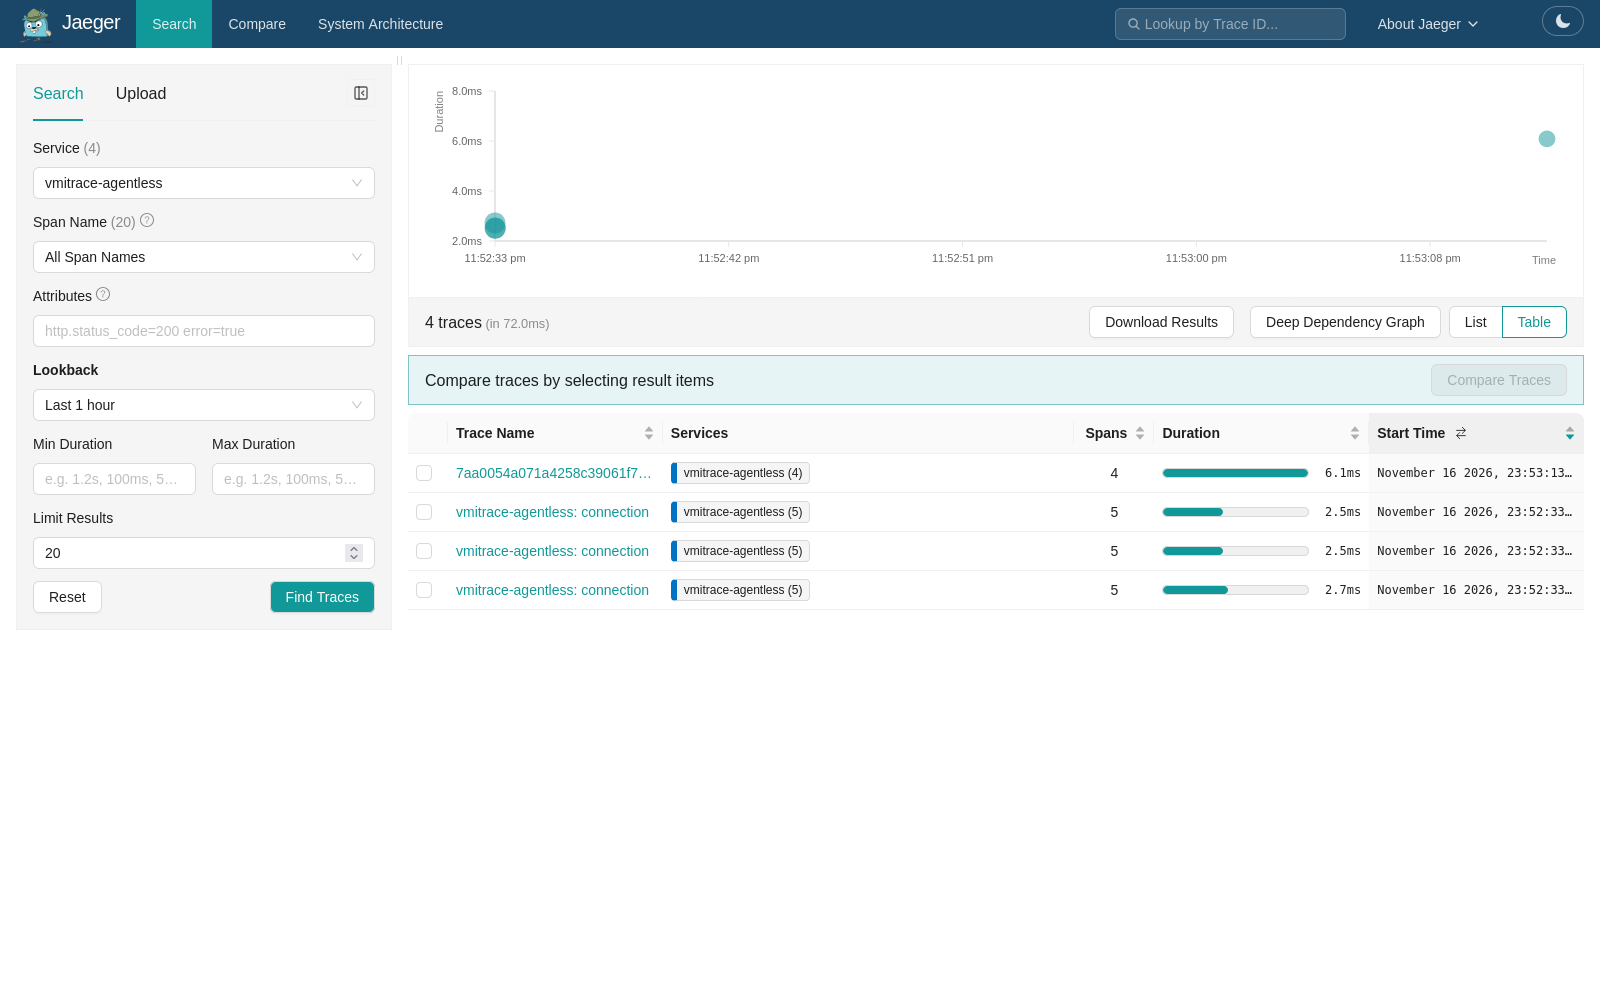 Jaeger
Search
Compare
System Architecture
Lookup by Trace ID...
About Jaeger
Search
Upload
Service (4)
vmitrace-agentless
Span Name (20)
All Span Names
Attributes
http.status_code=200 error=true
Lookback
Last 1 hour
Min Duration
Max Duration
e.g. 1.2s, 100ms, 5…
e.g. 1.2s, 100ms, 5…
Limit Results
20
Reset
Find Traces
Duration
8.0ms
6.0ms
4.0ms
2.0ms
11:52:33 pm
11:52:42 pm
11:52:51 pm
11:53:00 pm
11:53:08 pm
Time
4 traces (in 72.0ms)
Download Results
Deep Dependency Graph
List
Table
Compare traces by selecting result items
Compare Traces
Trace Name
Services
Spans
Duration
Start Time
7aa0054a071a4258c39061f7… vmitrace-agentless (4) 4 6.1ms November 16 2026, 23:53:13…
vmitrace-agentless: connection vmitrace-agentless (5) 5 2.5ms November 16 2026, 23:52:33…
vmitrace-agentless: connection vmitrace-agentless (5) 5 2.5ms November 16 2026, 23:52:33…
vmitrace-agentless: connection vmitrace-agentless (5) 5 2.7ms November 16 2026, 23:52:33…